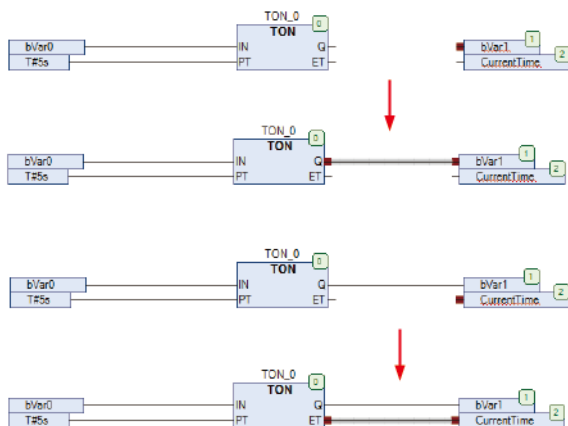 TON_0 0
TON
bVar0 IN Q bVar1 1
T#5s PT ET CurrentTime 2
TON_0 0
TON
bVar0 IN Q bVar1 1
T#5s PT ET CurrentTime 2
TON_0 0
TON
bVar0 IN Q bVar1 1
T#5s PT ET CurrentTime 2
TON_0 0
TON
bVar0 IN Q bVar1 1
T#5s PT ET CurrentTime 2